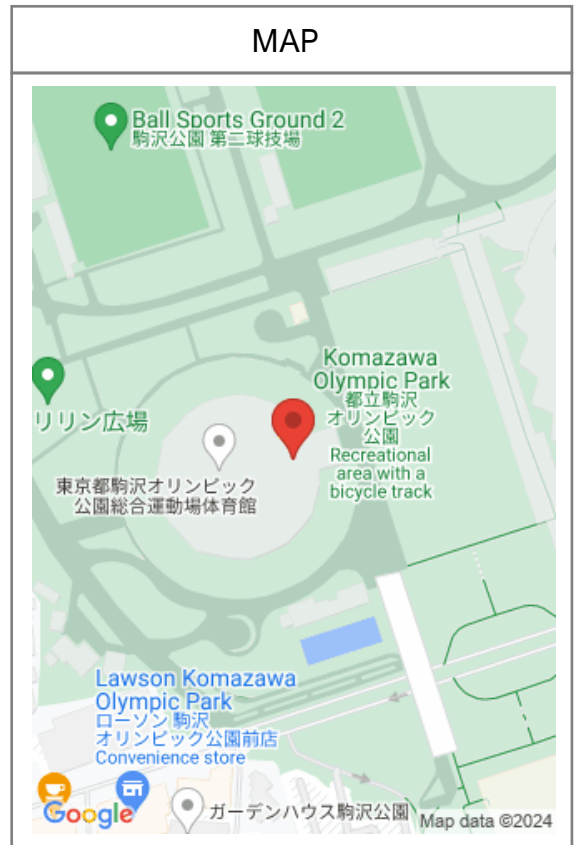 MAP
Ball Sports Ground 2
駒沢公園 第二球技場
Komazawa
Olympic Park
都立駒沢
オリンピック
公園
Recreational
area with a
bicycle track
リリン広場
東京都駒沢オリンピック
公園総合運動場体育館
Lawson Komazawa
Olympic Park
ローソン 駒沢
オリンピック公園前店
Convenience store
Google
ガーデンハウス駒沢公園
Map data ©2024